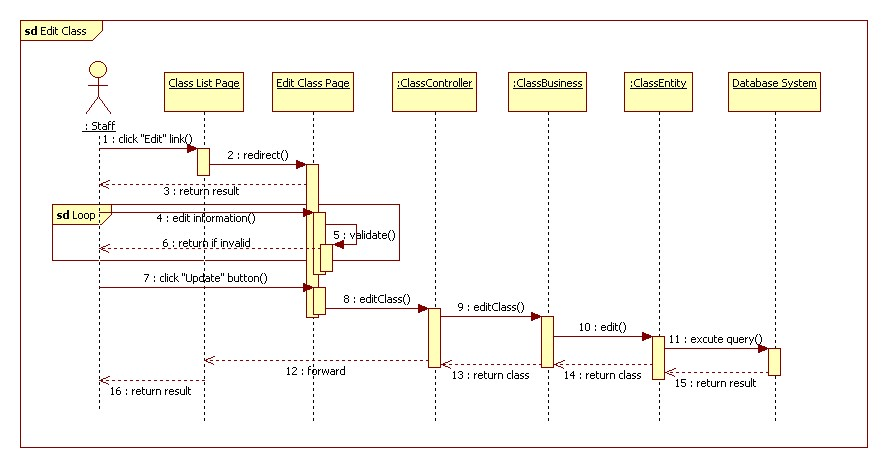 sd Edit Class
Class List Page
Edit Class Page
:ClassController
:ClassBusiness
:ClassEntity
Database System
: Staff
1 : click "Edit" link()
2 : redirect()
3 : return result
sd Loop
4 : edit information()
5 : validate()
6 : return if invalid
7 : click "Update" button()
8 : editClass()
9 : editClass()
10 : edit()
11 : excute query()
12 : forward
13 : return class
14 : return class
15 : return result
16 : return result